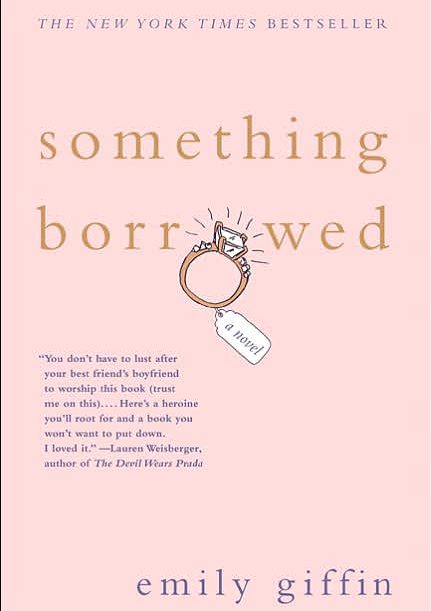 THE NEW YORK TIMES BESTSELLER
something
borrowed
a novel
“You don’t have to lust after
your best friend’s boyfriend
to worship this book (trust
me on this).... Here’s a heroine
you’ll root for and a book you
won’t want to put down.
I loved it.” —Lauren Weisberger,
author of The Devil Wears Prada
emily giffin